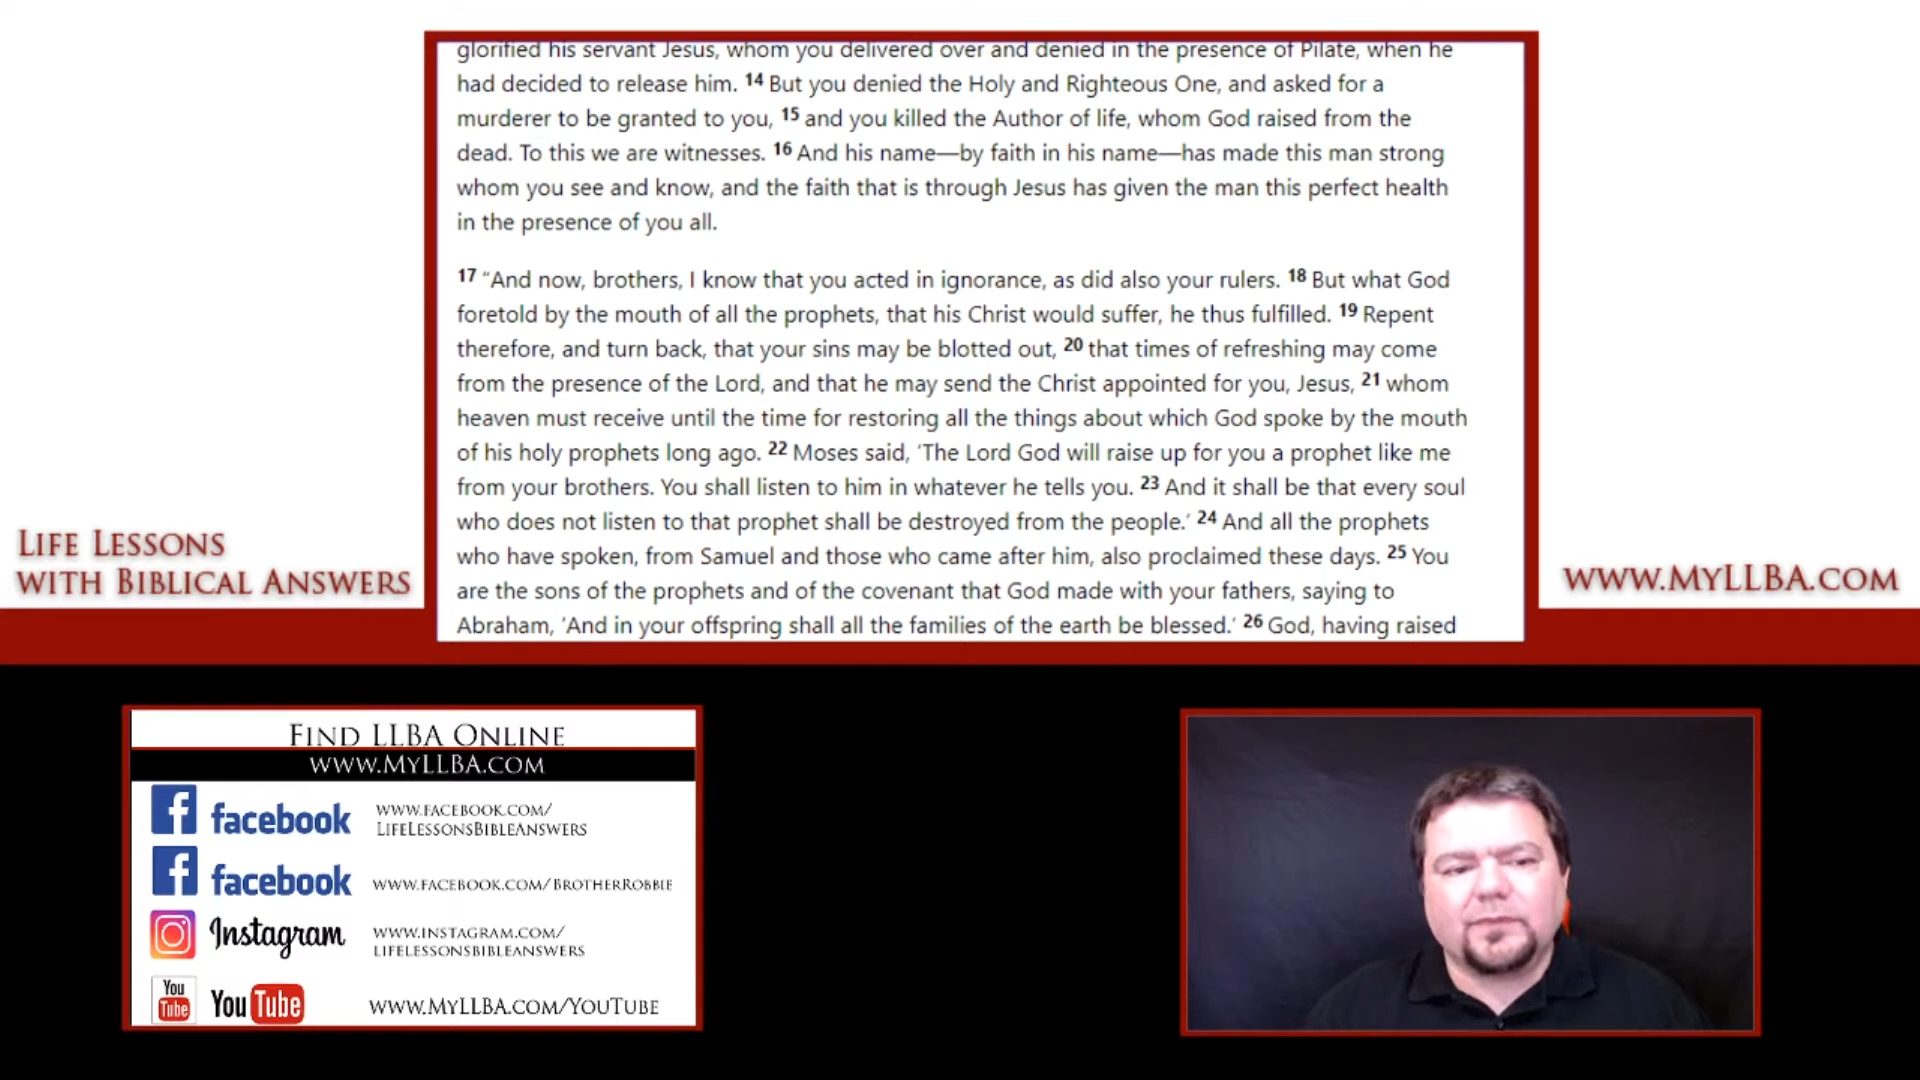 glorified his servant Jesus, whom you delivered over and denied in the presence of Pilate, when he
had decided to release him. 14 But you denied the Holy and Righteous One, and asked for a
murderer to be granted to you, 15 and you killed the Author of life, whom God raised from the
dead. To this we are witnesses. 16 And his name—by faith in his name—has made this man strong
whom you see and know, and the faith that is through Jesus has given the man this perfect health
in the presence of you all.
17 “And now, brothers, I know that you acted in ignorance, as did also your rulers. 18 But what God
foretold by the mouth of all the prophets, that his Christ would suffer, he thus fulfilled. 19 Repent
therefore, and turn back, that your sins may be blotted out, 20 that times of refreshing may come
from the presence of the Lord, and that he may send the Christ appointed for you, Jesus, 21 whom
heaven must receive until the time for restoring all the things about which God spoke by the mouth
of his holy prophets long ago. 22 Moses said, ‘The Lord God will raise up for you a prophet like me
from your brothers. You shall listen to him in whatever he tells you. 23 And it shall be that every soul
who does not listen to that prophet shall be destroyed from the people.’ 24 And all the prophets
who have spoken, from Samuel and those who came after him, also proclaimed these days. 25 You
are the sons of the prophets and of the covenant that God made with your fathers, saying to
Abraham, ‘And in your offspring shall all the families of the earth be blessed.’ 26 God, having raised
Life Lessons
with Biblical Answers
www.MyLLBA.com
Find LLBA Online
www.MyLLBA.com
facebook
www.facebook.com/
LifeLessonsBibleAnswers
facebook
www.facebook.com/BrotherRobbie
Instagram
www.instagram.com/
lifelessonsbibleanswers
You
Tube
YouTube
www.MyLLBA.com/YouTube